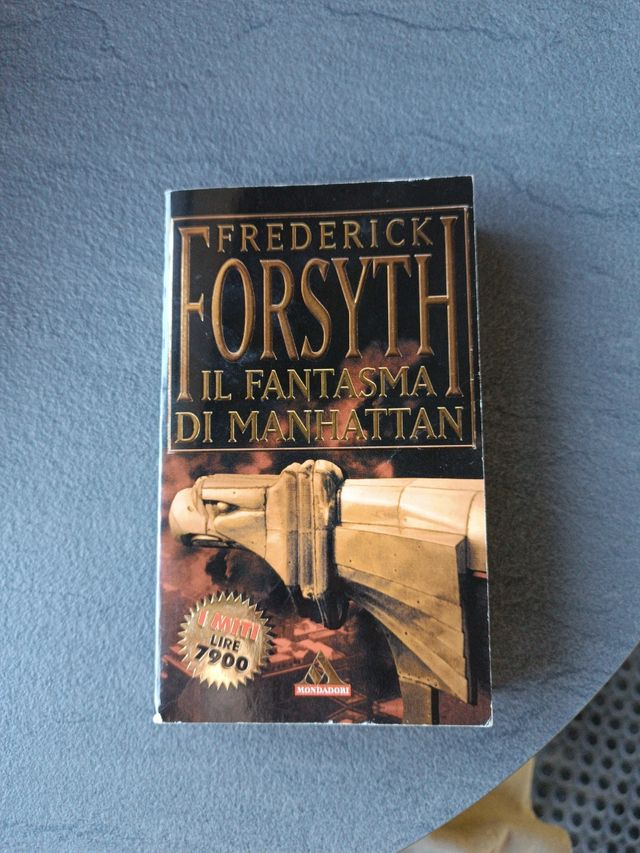 FREDERICK
FORSYTH
IL FANTASMA
DI MANHATTAN
I MITI
LIRE
7900
MONDADORI